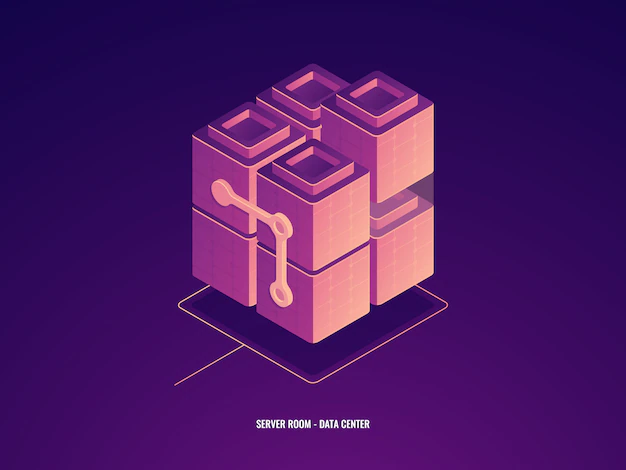 SERVER ROOM - DATA CENTER